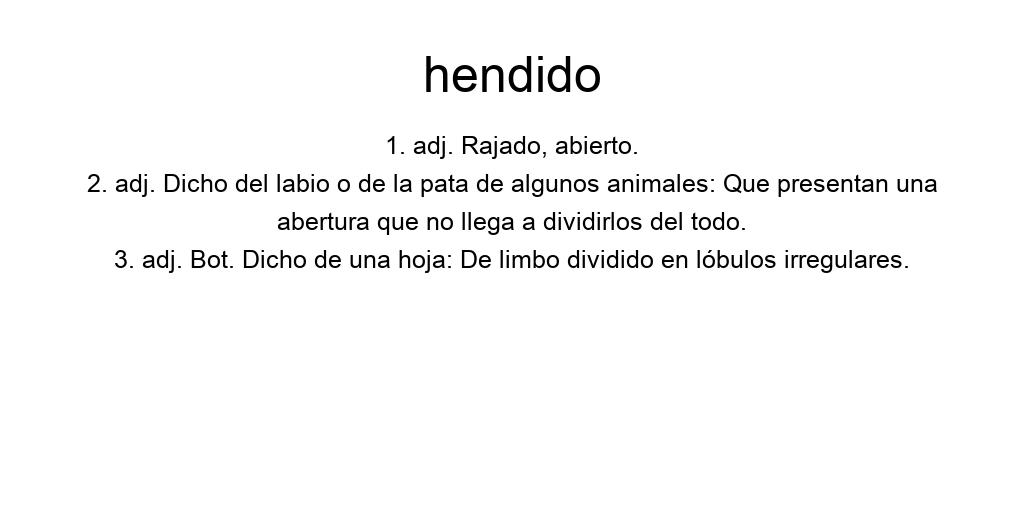 hendido
1. adj. Rajado, abierto.
2. adj. Dicho del labio o de la pata de algunos animales: Que presentan una
abertura que no llega a dividirlos del todo.
3. adj. Bot. Dicho de una hoja: De limbo dividido en lóbulos irregulares.